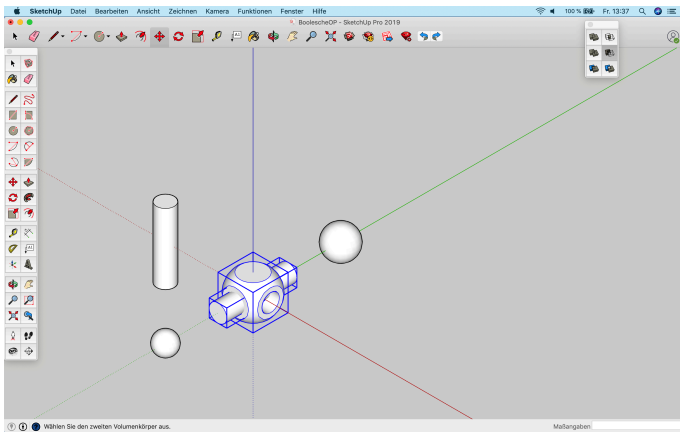 SketchUp Datei Bearbeiten Ansicht Zeichnen Kamera Funktionen Fenster Hilfe 100 % Fr. 13:37
BoolescheOP - SketchUp Pro 2019
Wählen Sie den zweiten Volumenkörper aus. Maßangaben